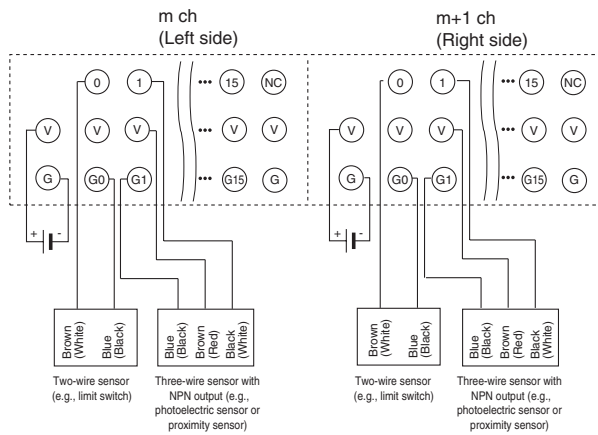 m ch
(Left side)
m+1 ch
(Right side)
0 1 ••• 15 NC
0 1 ••• 15 NC
V V V ••• V V
V V V ••• V V
G G0 G1 ••• G15 G
G G0 G1 ••• G15 G
+ -
+ -
Brown
(White)
Blue
(Black)
Blue
(Black)
Brown
(Red)
Black
(White)
Brown
(White)
Blue
(Black)
Blue
(Black)
Brown
(Red)
Black
(White)
Two-wire sensor
(e.g., limit switch)
Three-wire sensor with
NPN output (e.g.,
photoelectric sensor or
proximity sensor)
Two-wire sensor
(e.g., limit switch)
Three-wire sensor with
NPN output (e.g.,
photoelectric sensor or
proximity sensor)